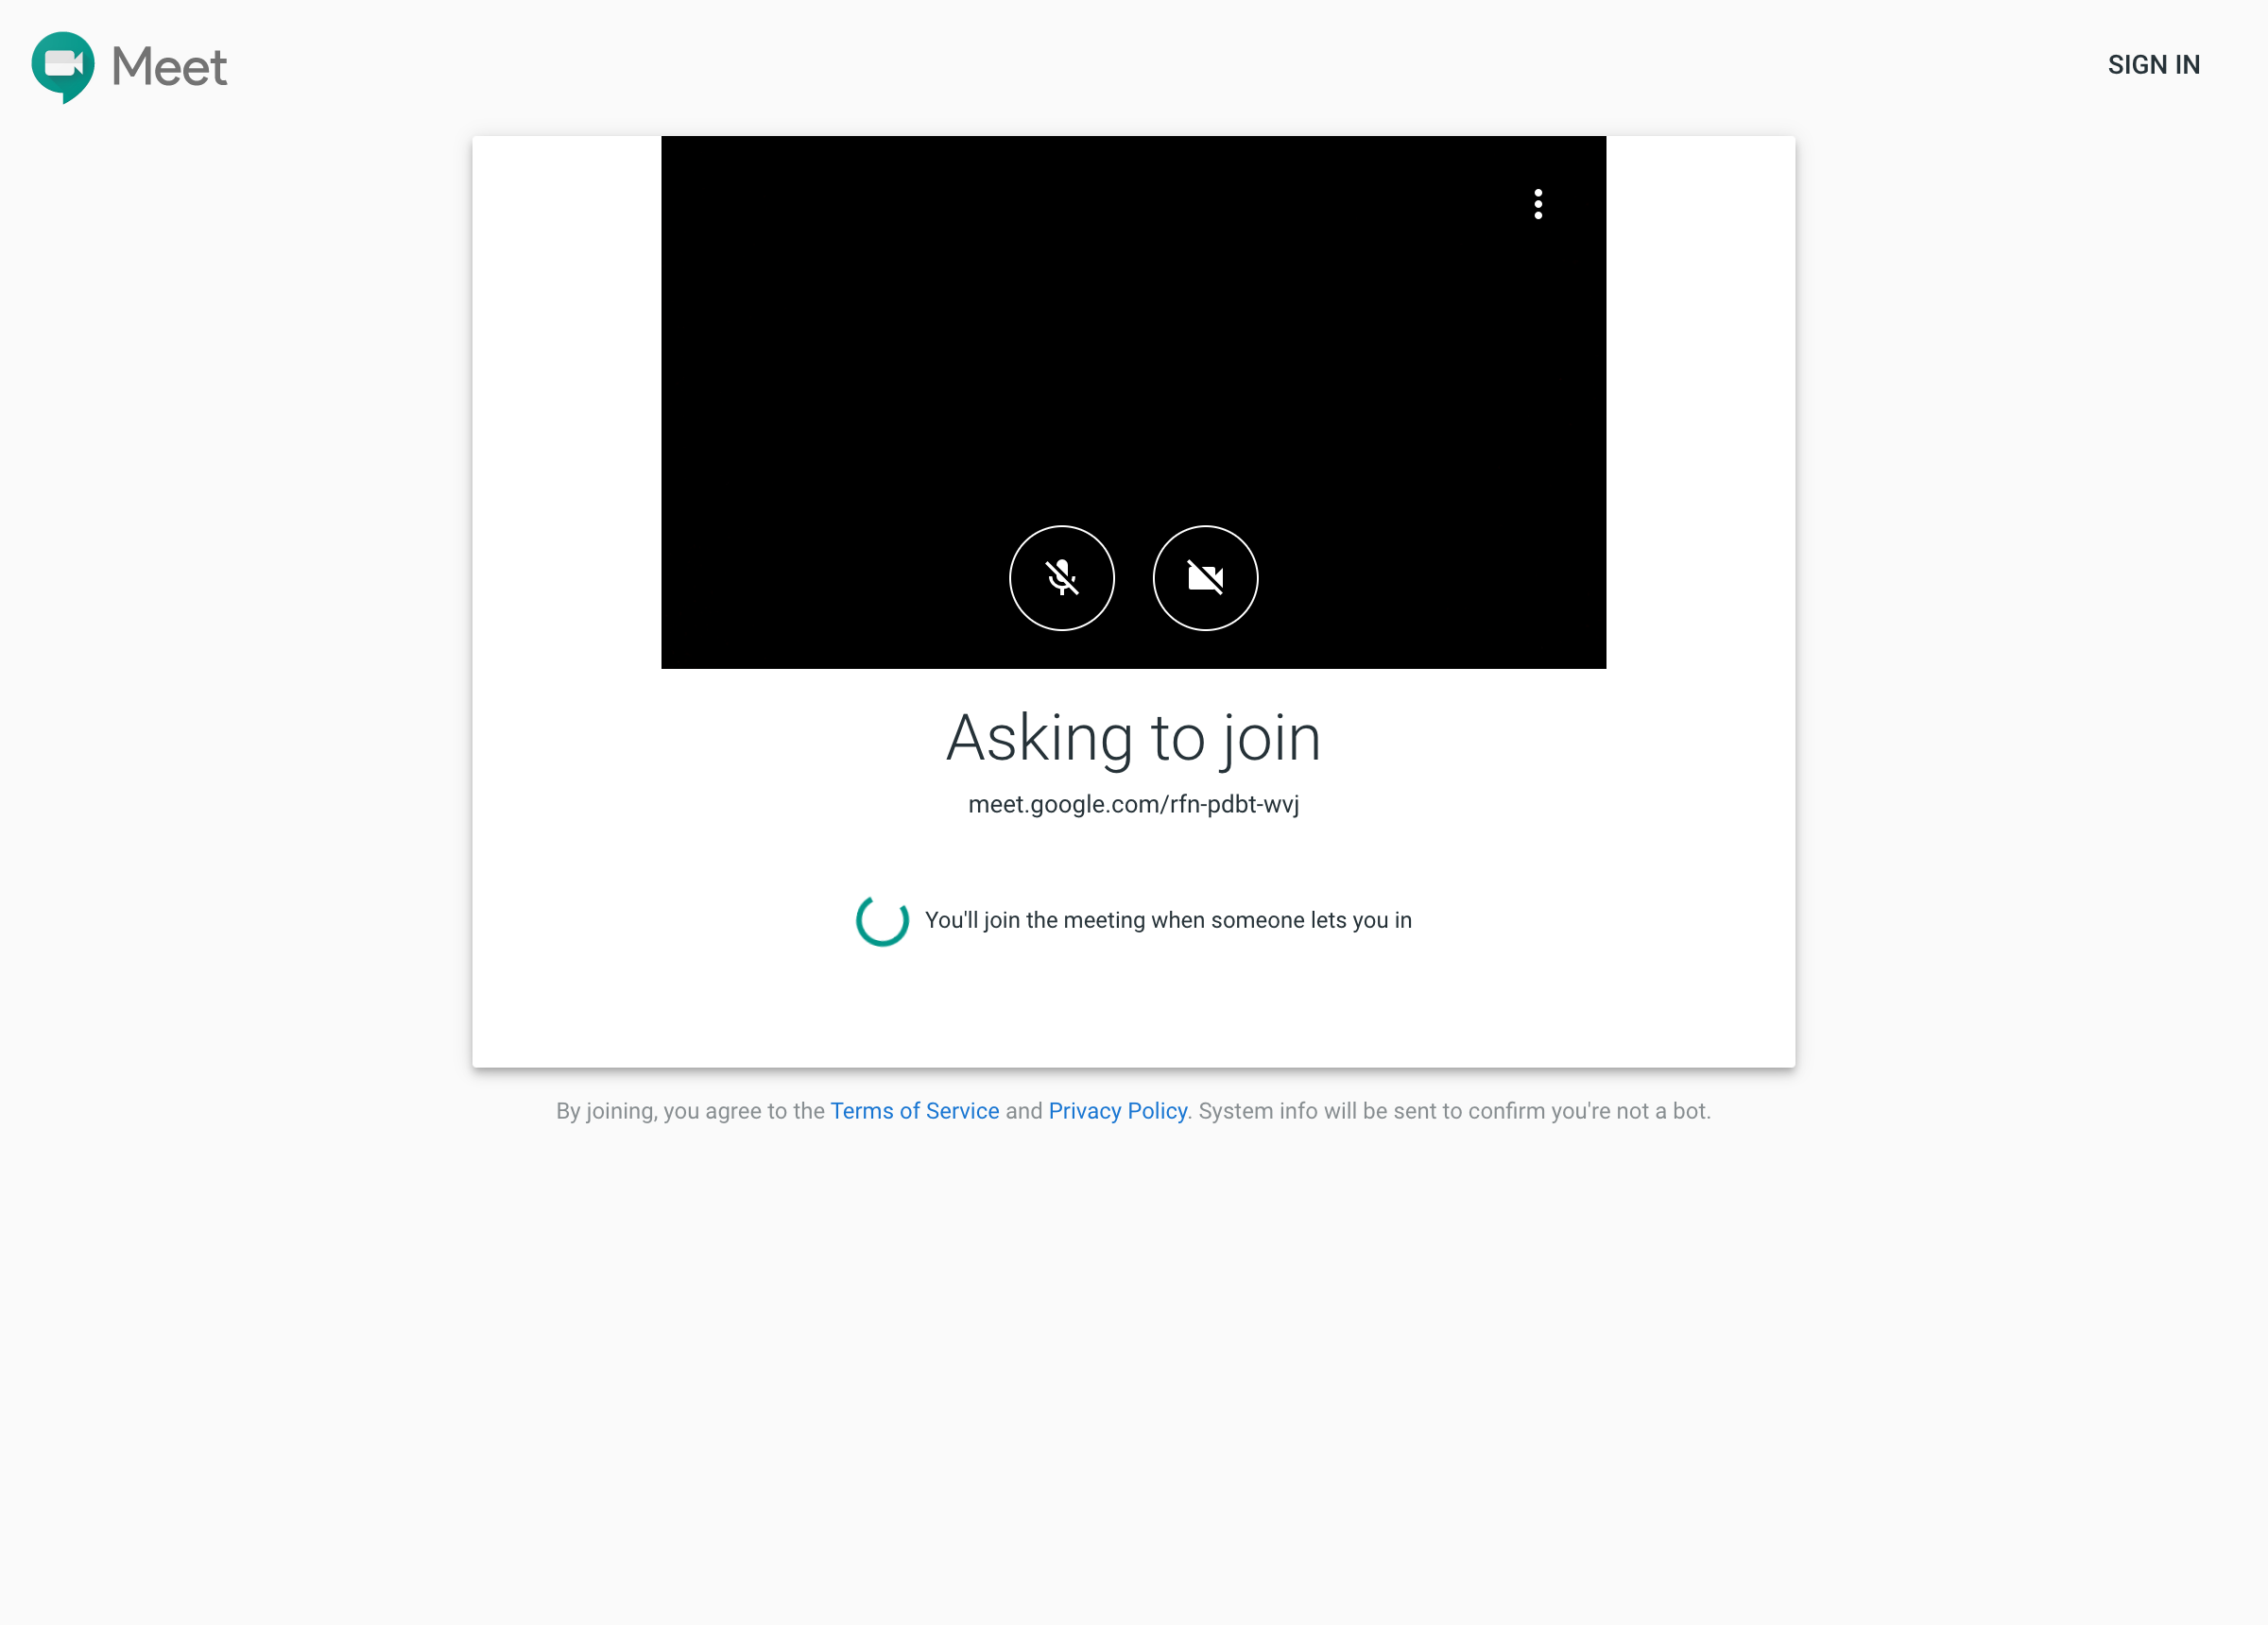 Meet
SIGN IN
Asking to join
meet.google.com/rfn-pdbt-wvj
You'll join the meeting when someone lets you in
By joining, you agree to the Terms of Service and Privacy Policy. System info will be sent to confirm you're not a bot.